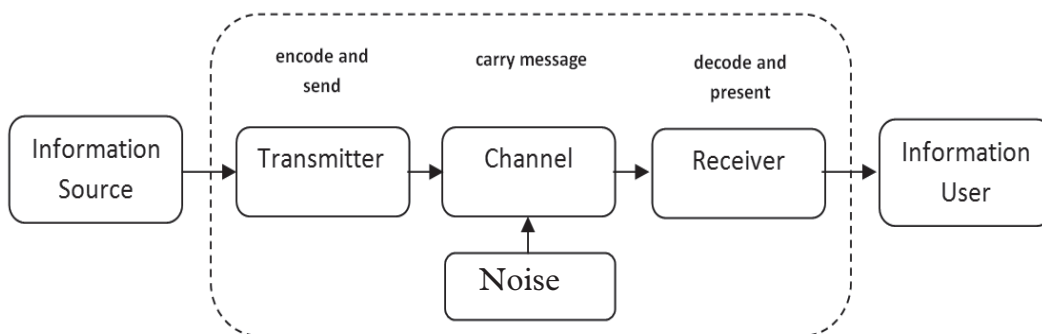 encode and
send
carry message
decode and
present
Information
Source
Transmitter
Channel
Receiver
Information
User
Noise